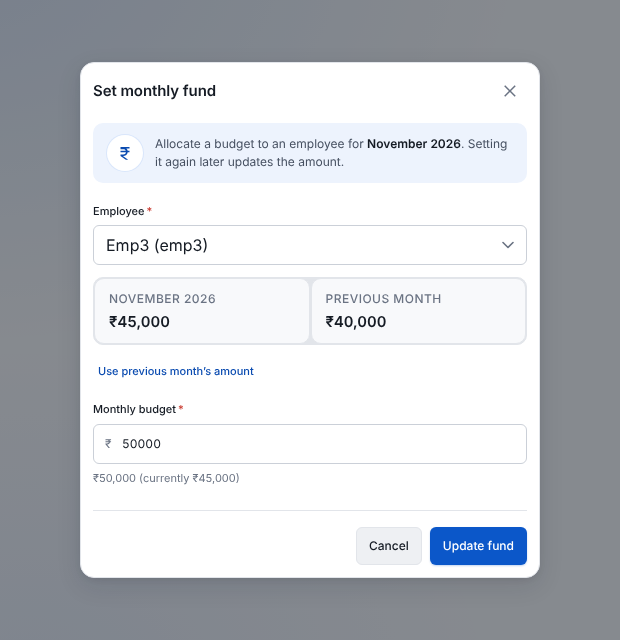 Set monthly fund
₹
Allocate a budget to an employee for November 2026. Setting
it again later updates the amount.
Employee *
Emp3 (emp3)
NOVEMBER 2026
₹45,000
PREVIOUS MONTH
₹40,000
Use previous month’s amount
Monthly budget *
₹ 50000
₹50,000 (currently ₹45,000)
Cancel
Update fund